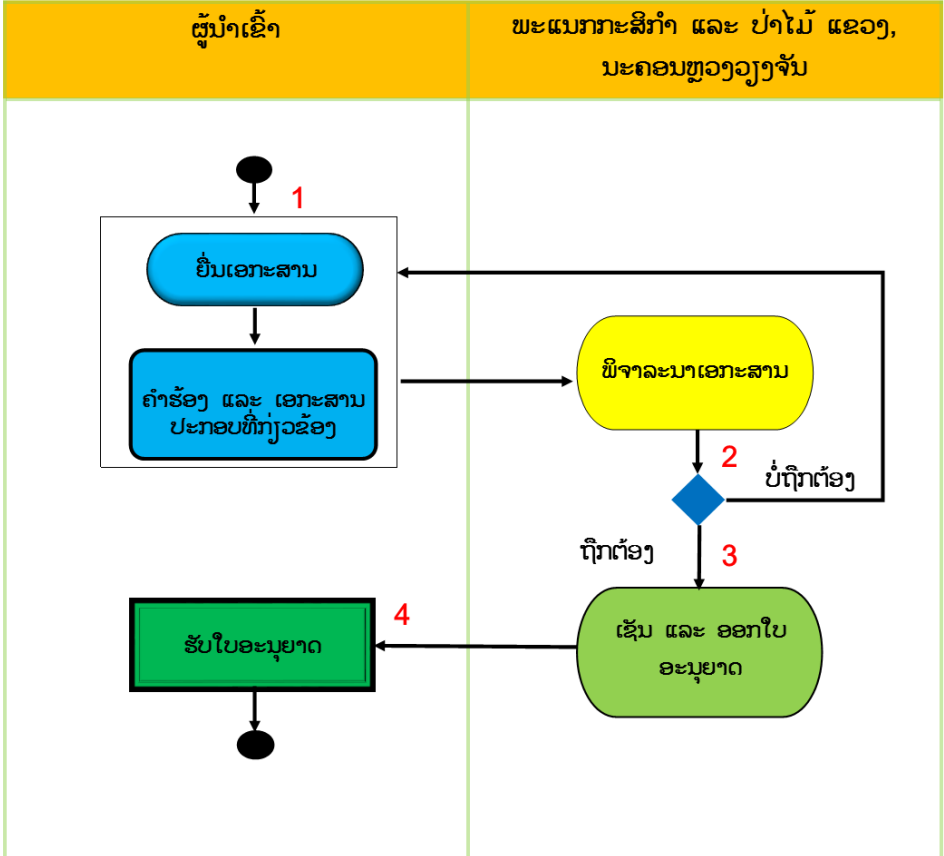 ຜູ້ນຳເຂົ້າ
ພະແນກກະສິກຳ ແລະ ປ່າໄມ້ ແຂວງ,
ນະຄອນຫຼວງວຽງຈັນ
1
ຍື່ນເອກະສານ
ຄຳຮ້ອງ ແລະ ເອກະສານ
ປະກອບທີ່ກ່ຽວຂ້ອງ
ພິຈາລະນາເອກະສານ
2
ບໍ່ຖືກຕ້ອງ
ຖືກຕ້ອງ
3
ເຊັນ ແລະ ອອກໃບ
ອະນຸຍາດ
4
ຮັບໃບອະນຸຍາດ